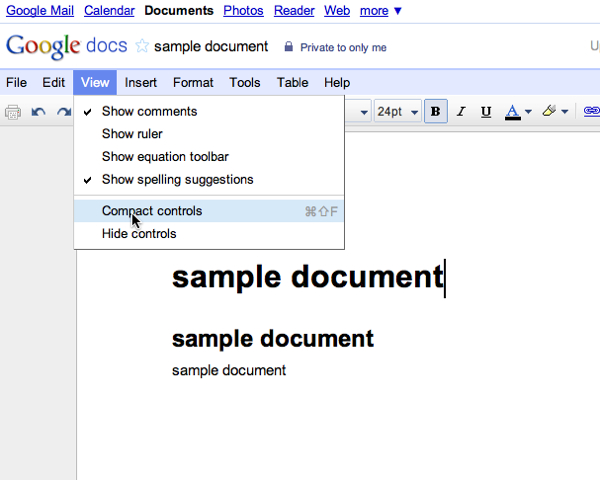 Google Mail Calendar Documents Photos Reader Web more ▼
Google docs ☆ sample document Private to only me
File Edit View Insert Format Tools Table Help
24pt B I U A
✓ Show comments
Show ruler
Show equation toolbar
✓ Show spelling suggestions
Compact controls ⌘⇧F
Hide controls
sample document
sample document
sample document